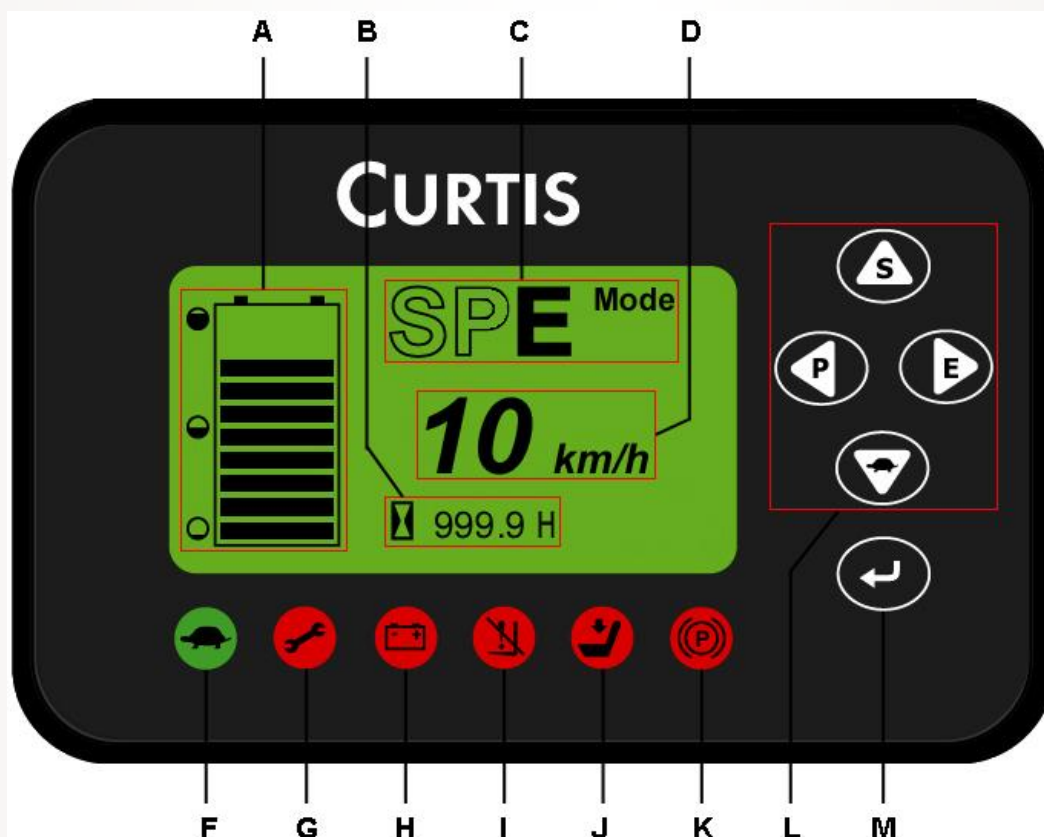 A B C D
CURTIS
SPE Mode
S
P E
10 km/h
999.9 H
P
F G H I J K L M